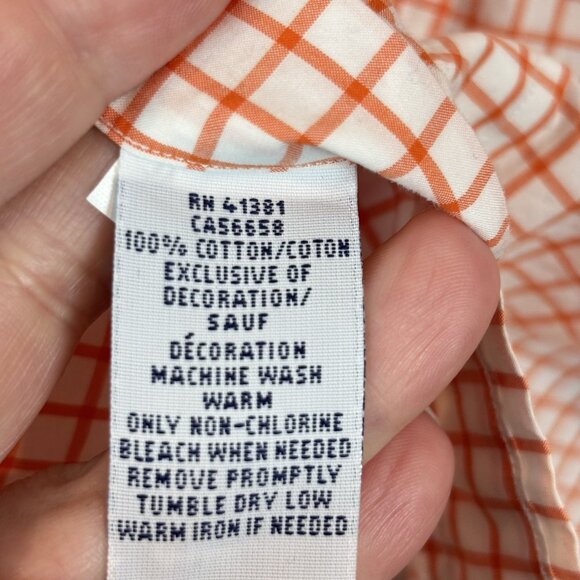 RN 41381
CA56658
100% COTTON/COTON
EXCLUSIVE OF
DECORATION/
SAUF
DÉCORATION
MACHINE WASH
WARM
ONLY NON-CHLORINE
BLEACH WHEN NEEDED
REMOVE PROMPTLY
TUMBLE DRY LOW
WARM IRON IF NEEDED